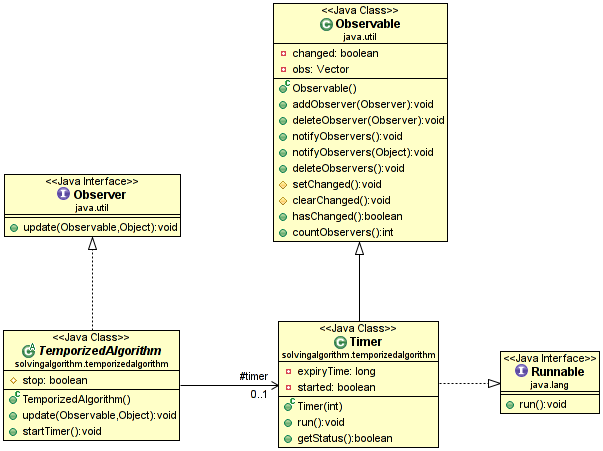 <<Java Class>>
Observable
java.util
changed: boolean
obs: Vector
Observable()
addObserver(Observer):void
deleteObserver(Observer):void
notifyObservers():void
notifyObservers(Object):void
deleteObservers():void
setChanged():void
clearChanged():void
hasChanged():boolean
countObservers():int
<<Java Interface>>
Observer
java.util
update(Observable,Object):void
<<Java Class>>
TemporizedAlgorithm
solvingalgorithm.temporizedalgorithm
stop: boolean
TemporizedAlgorithm()
update(Observable,Object):void
startTimer():void
#timer
0..1
<<Java Class>>
Timer
solvingalgorithm.temporizedalgorithm
expiryTime: long
started: boolean
Timer(int)
run():void
getStatus():boolean
<<Java Interface>>
Runnable
java.lang
run():void